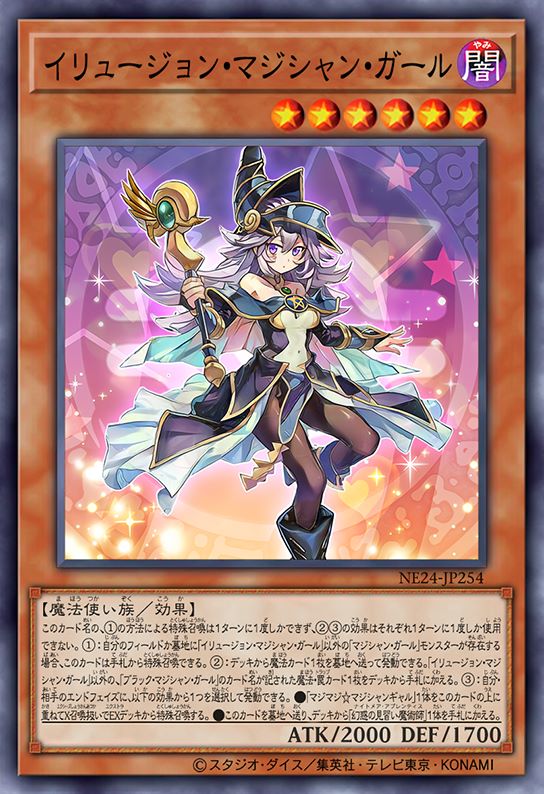 イリュージョン・マジシャン・ガール
闇
やみ
NE24-JP254
【魔法使い族／効果】
このカード名の、①の方法による特殊召喚は1ターンに1度しかできず、②③の効果はそれぞれ1ターンに1度しか使用
できない。①：自分のフィールドか墓地に「イリュージョン・マジシャン・ガール」以外の「マジシャン・ガール」モンスターが存在する
場合、このカードは手札から特殊召喚できる。②：デッキから魔法カード1枚を墓地へ送って発動できる。「イリュージョン・マジ
シャン・ガール」以外の、「ブラック・マジシャン・ガール」のカード名が記された魔法・罠カード1枚をデッキから手札に加える。③：自分・
相手のエンドフェイズに、以下の効果から1つを選択して発動できる。●「マジマジ☆マジシャンギャル」1体をこのカードの上に
重ねてX召喚扱いでEXデッキから特殊召喚する。●このカードを墓地へ送り、デッキから「幻惑の見習い魔術師」1体を手札に加える。
ATK/2000 DEF/1700
©スタジオ・ダイス／集英社・テレビ東京・KONAMI